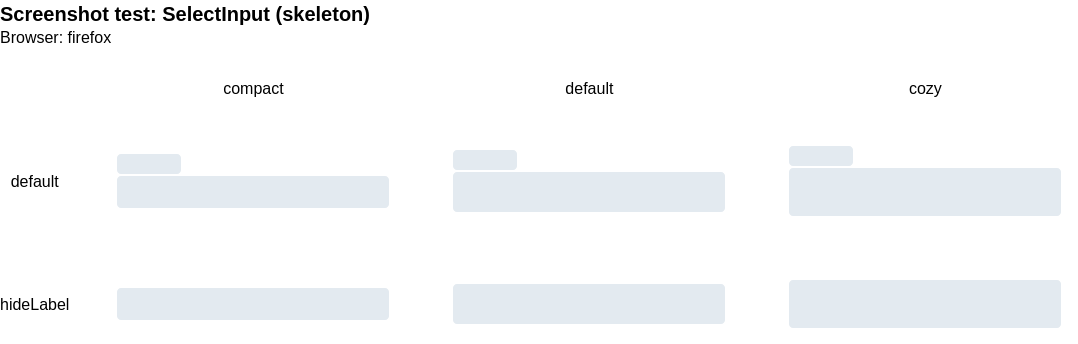 Screenshot test: SelectInput (skeleton)
Browser: firefox
compact default cozy
default
hideLabel